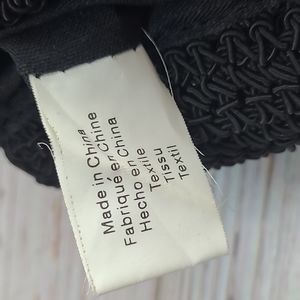 Made in China
Fabriqué en Chine
Hecho en China
Textile
Tissu
Textil